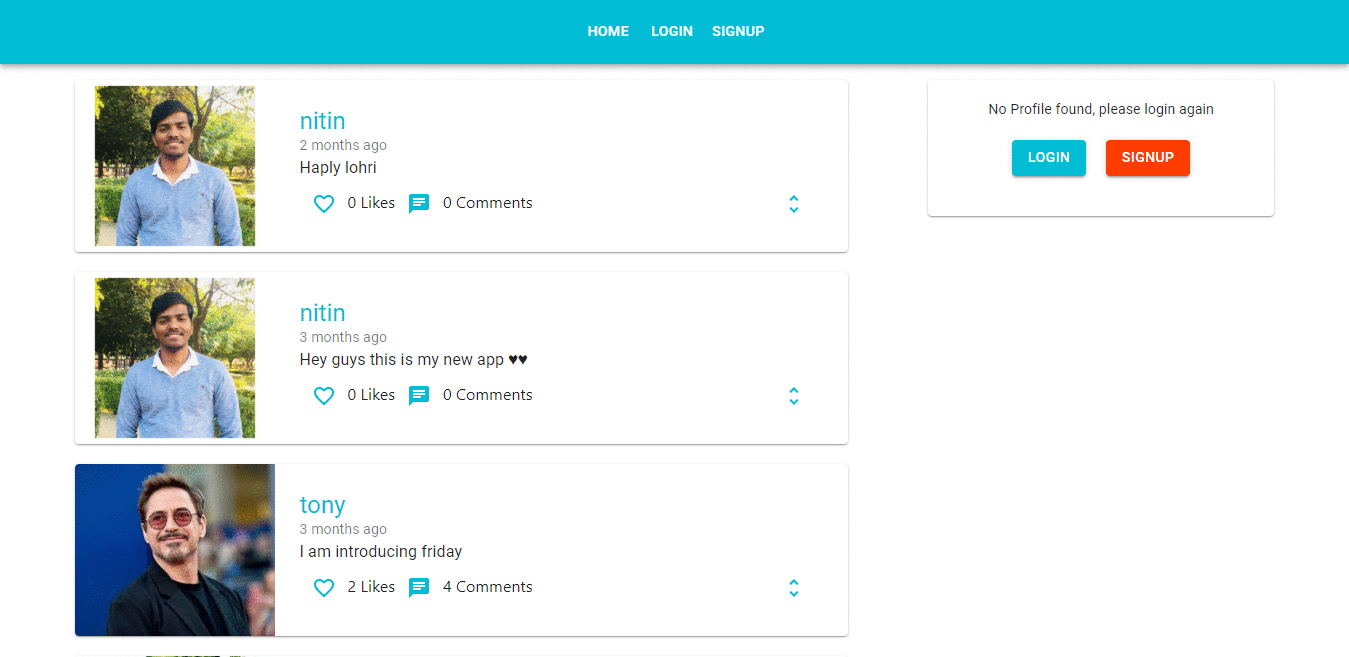 HOME LOGIN SIGNUP
nitin
2 months ago
Haply lohri
0 Likes 0 Comments
nitin
3 months ago
Hey guys this is my new app ♥♥
0 Likes 0 Comments
tony
3 months ago
I am introducing friday
2 Likes 4 Comments
No Profile found, please login again
LOGIN SIGNUP